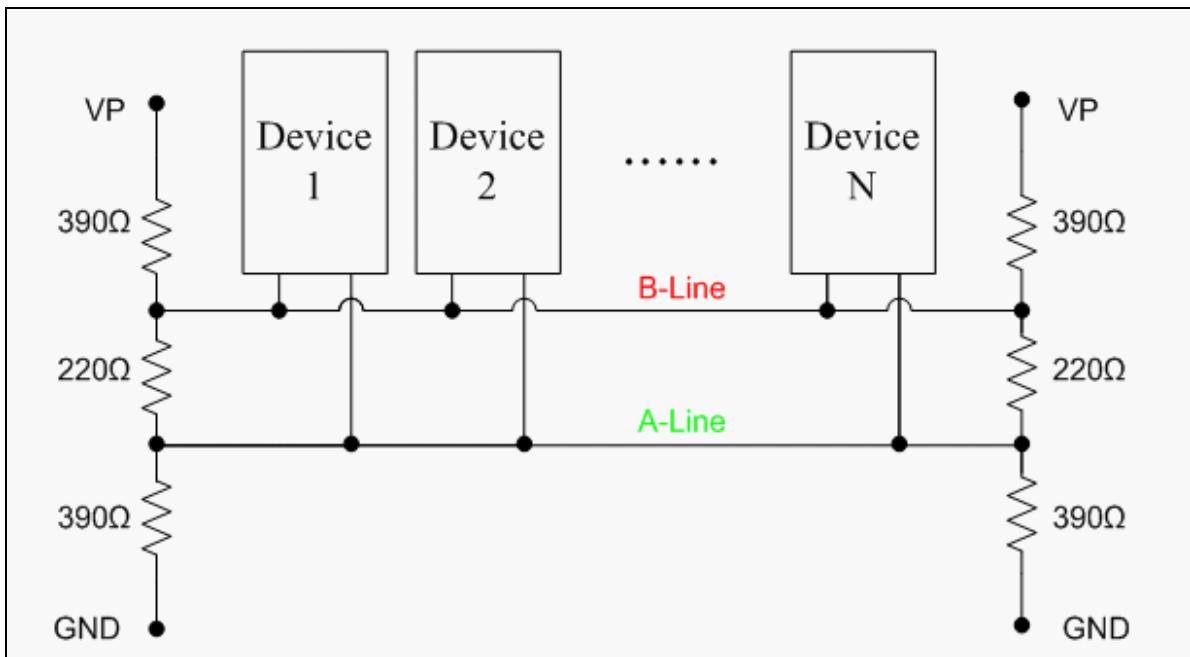 VP
Device
1
Device
2
......
Device
N
VP
390Ω
390Ω
B-Line
220Ω
220Ω
A-Line
390Ω
390Ω
GND
GND